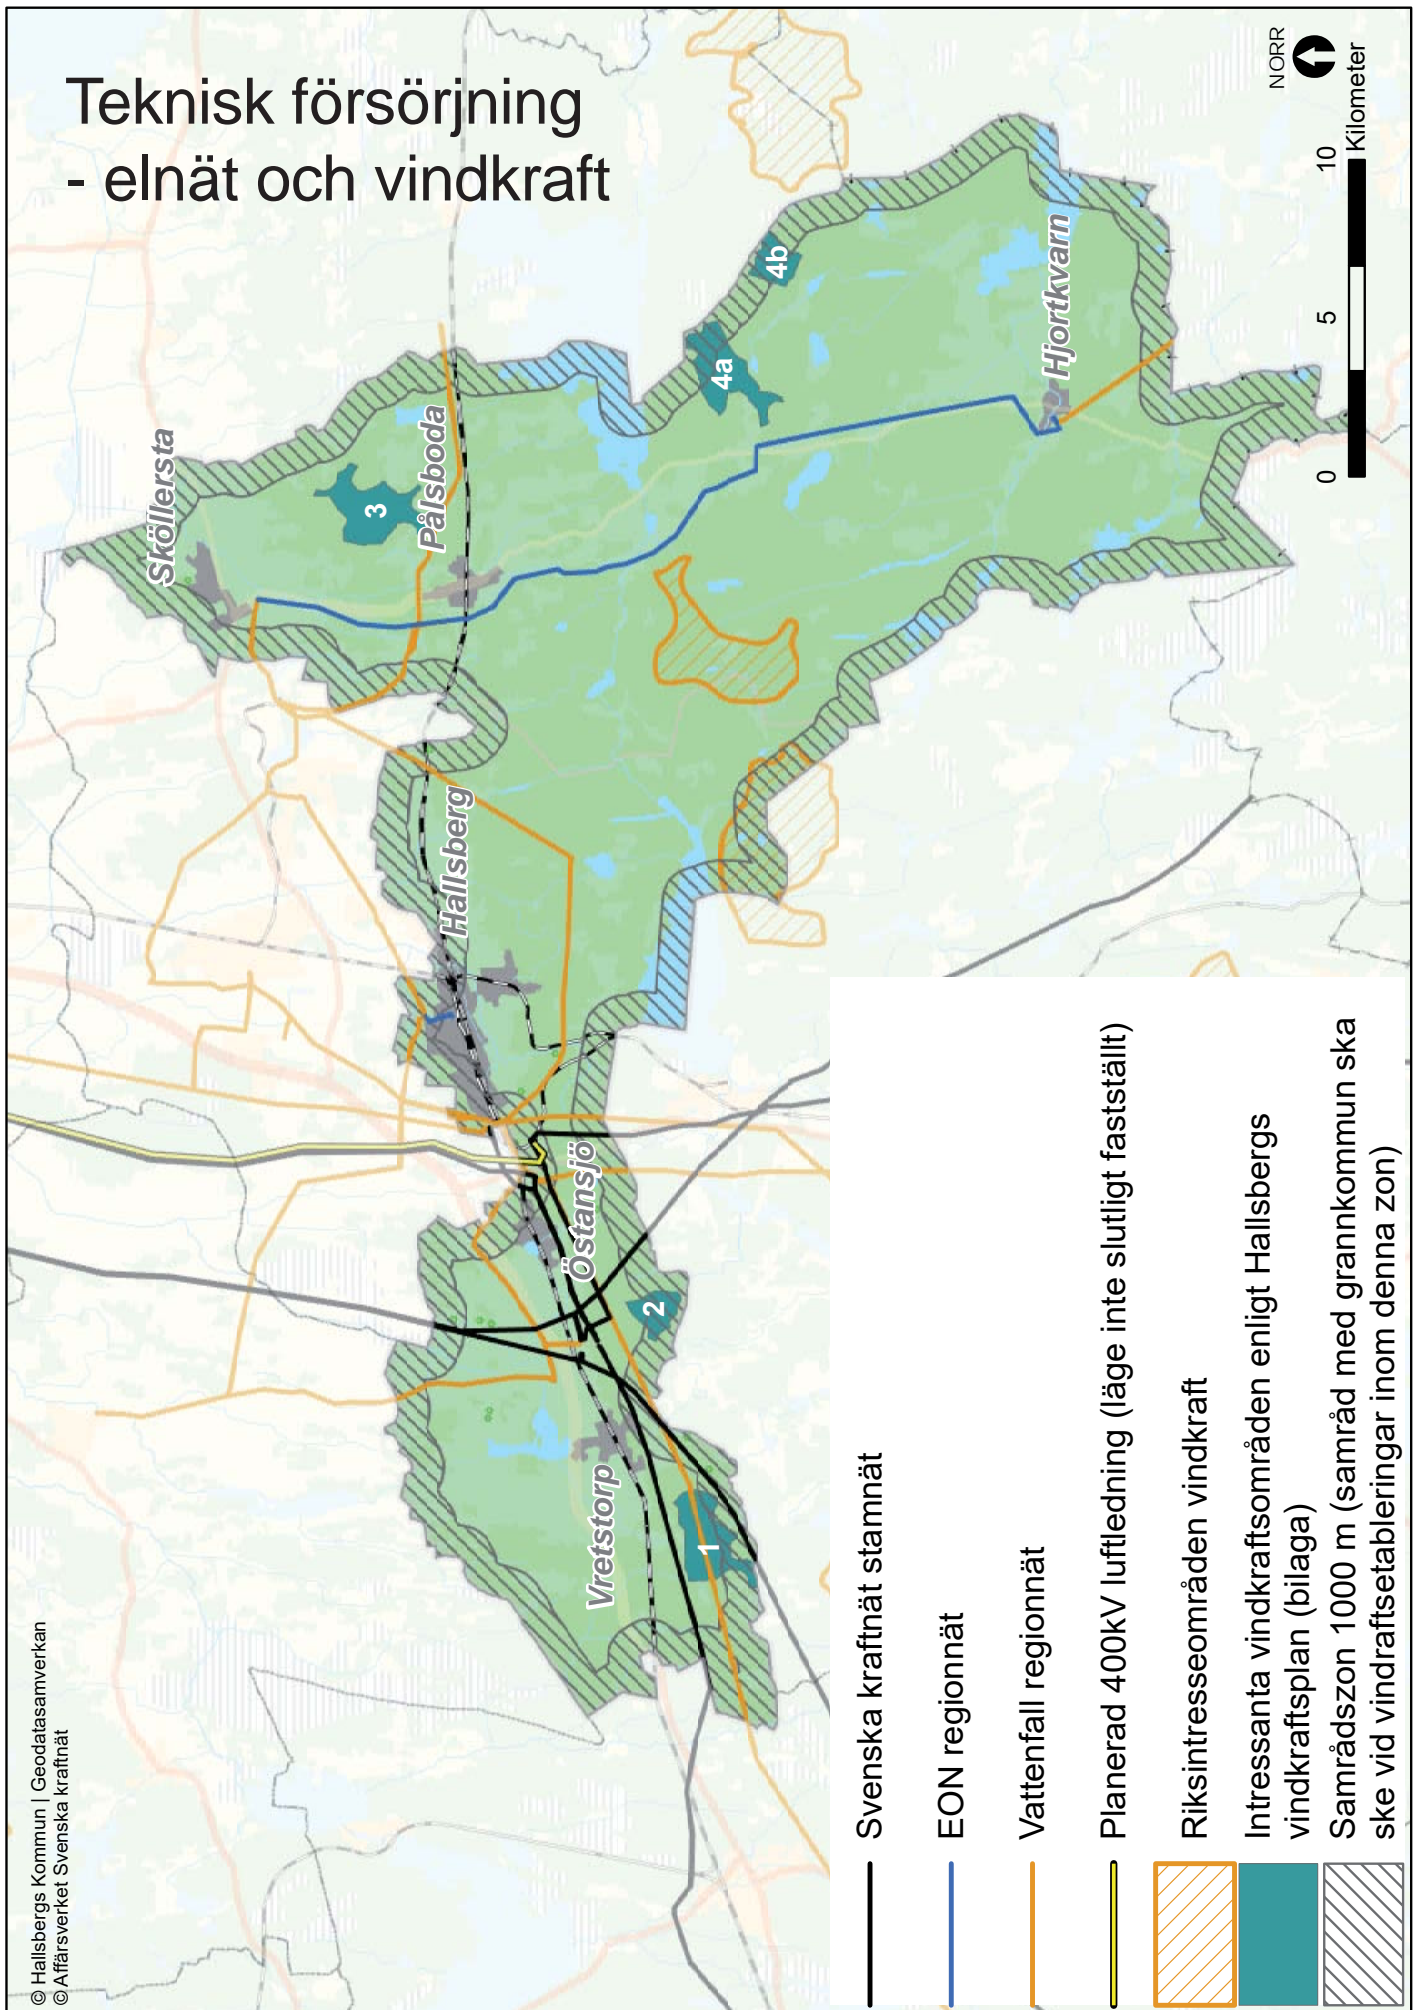 Teknisk försörjning
- elnät och vindkraft
© Hallsbergs Kommun | Geodatasamverkan
© Affärsverket Svenska kraftnät
NORR
Kilometer
0
5
10
Sköllersta
Pålsboda
Hallsberg
Hjortkvarn
Östansjö
Vretstorp
1
2
3
4a
4b
Svenska kraftnät stamnät
EON regionnät
Vattenfall regionnät
Planerad 400kV luftledning (läge inte slutligt fastställt)
Riksintresseområden vindkraft
Intressanta vindkraftsområden enligt Hallsbergs
vindkraftsplan (bilaga)
Samrådszon 1000 m (samråd med grannkommun ska
ske vid vindraftsetableringar inom denna zon)